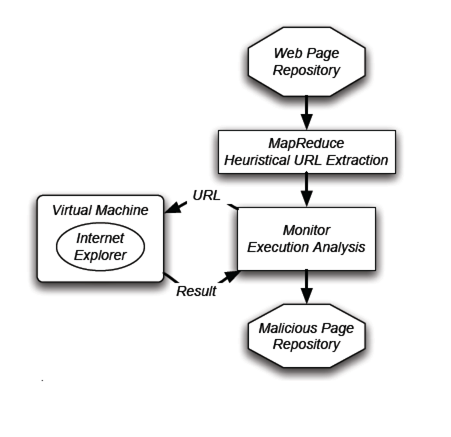 Web Page
Repository
MapReduce
Heuristical URL Extraction
URL
Virtual Machine
Internet
Explorer
Monitor
Execution Analysis
Result
Malicious Page
Repository